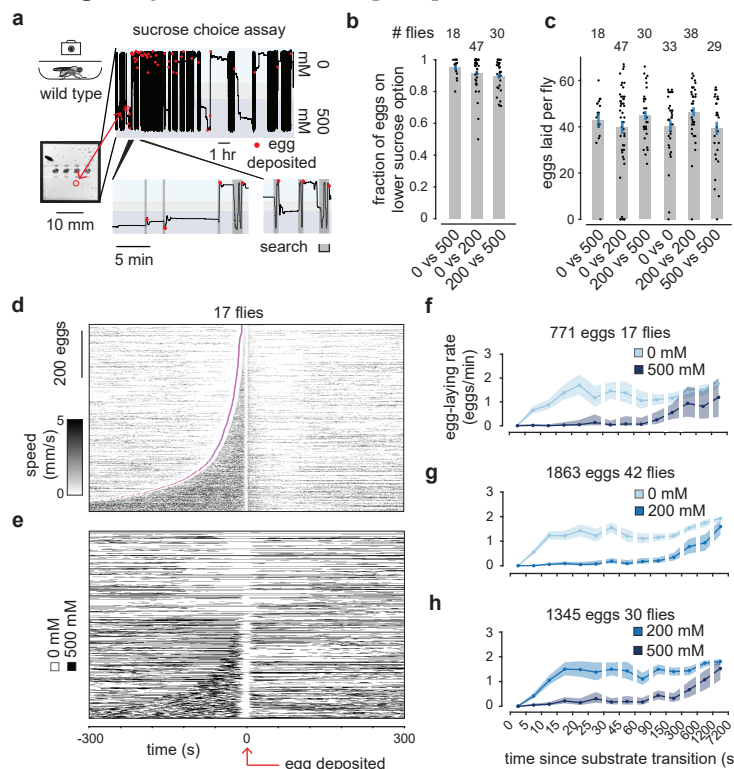 a
sucrose choice assay
wild type
0 mM
500 mM
1 hr
egg deposited
10 mm
5 min
search
b
# flies
18 47 30
fraction of eggs on lower sucrose option
1
0.8
0.6
0.4
0.2
0
0 vs 500
0 vs 200
200 vs 500
c
18 47 30 33 38 29
eggs laid per fly
60
40
20
0
0 vs 500
0 vs 200
200 vs 500
0 vs 0
200 vs 200
500 vs 500
d
17 flies
200 eggs
speed (mm/s)
5
0
e
0 mM
500 mM
-300
0
300
time (s)
egg deposited
f
771 eggs 17 flies
0 mM
500 mM
egg-laying rate (eggs/min)
3
2
1
0
g
1863 eggs 42 flies
0 mM
200 mM
3
2
1
0
h
1345 eggs 30 flies
200 mM
500 mM
3
2
1
0
0 5 10 15 20 25 30 45 60 90 150 300 600 1200 7200
time since substrate transition (s